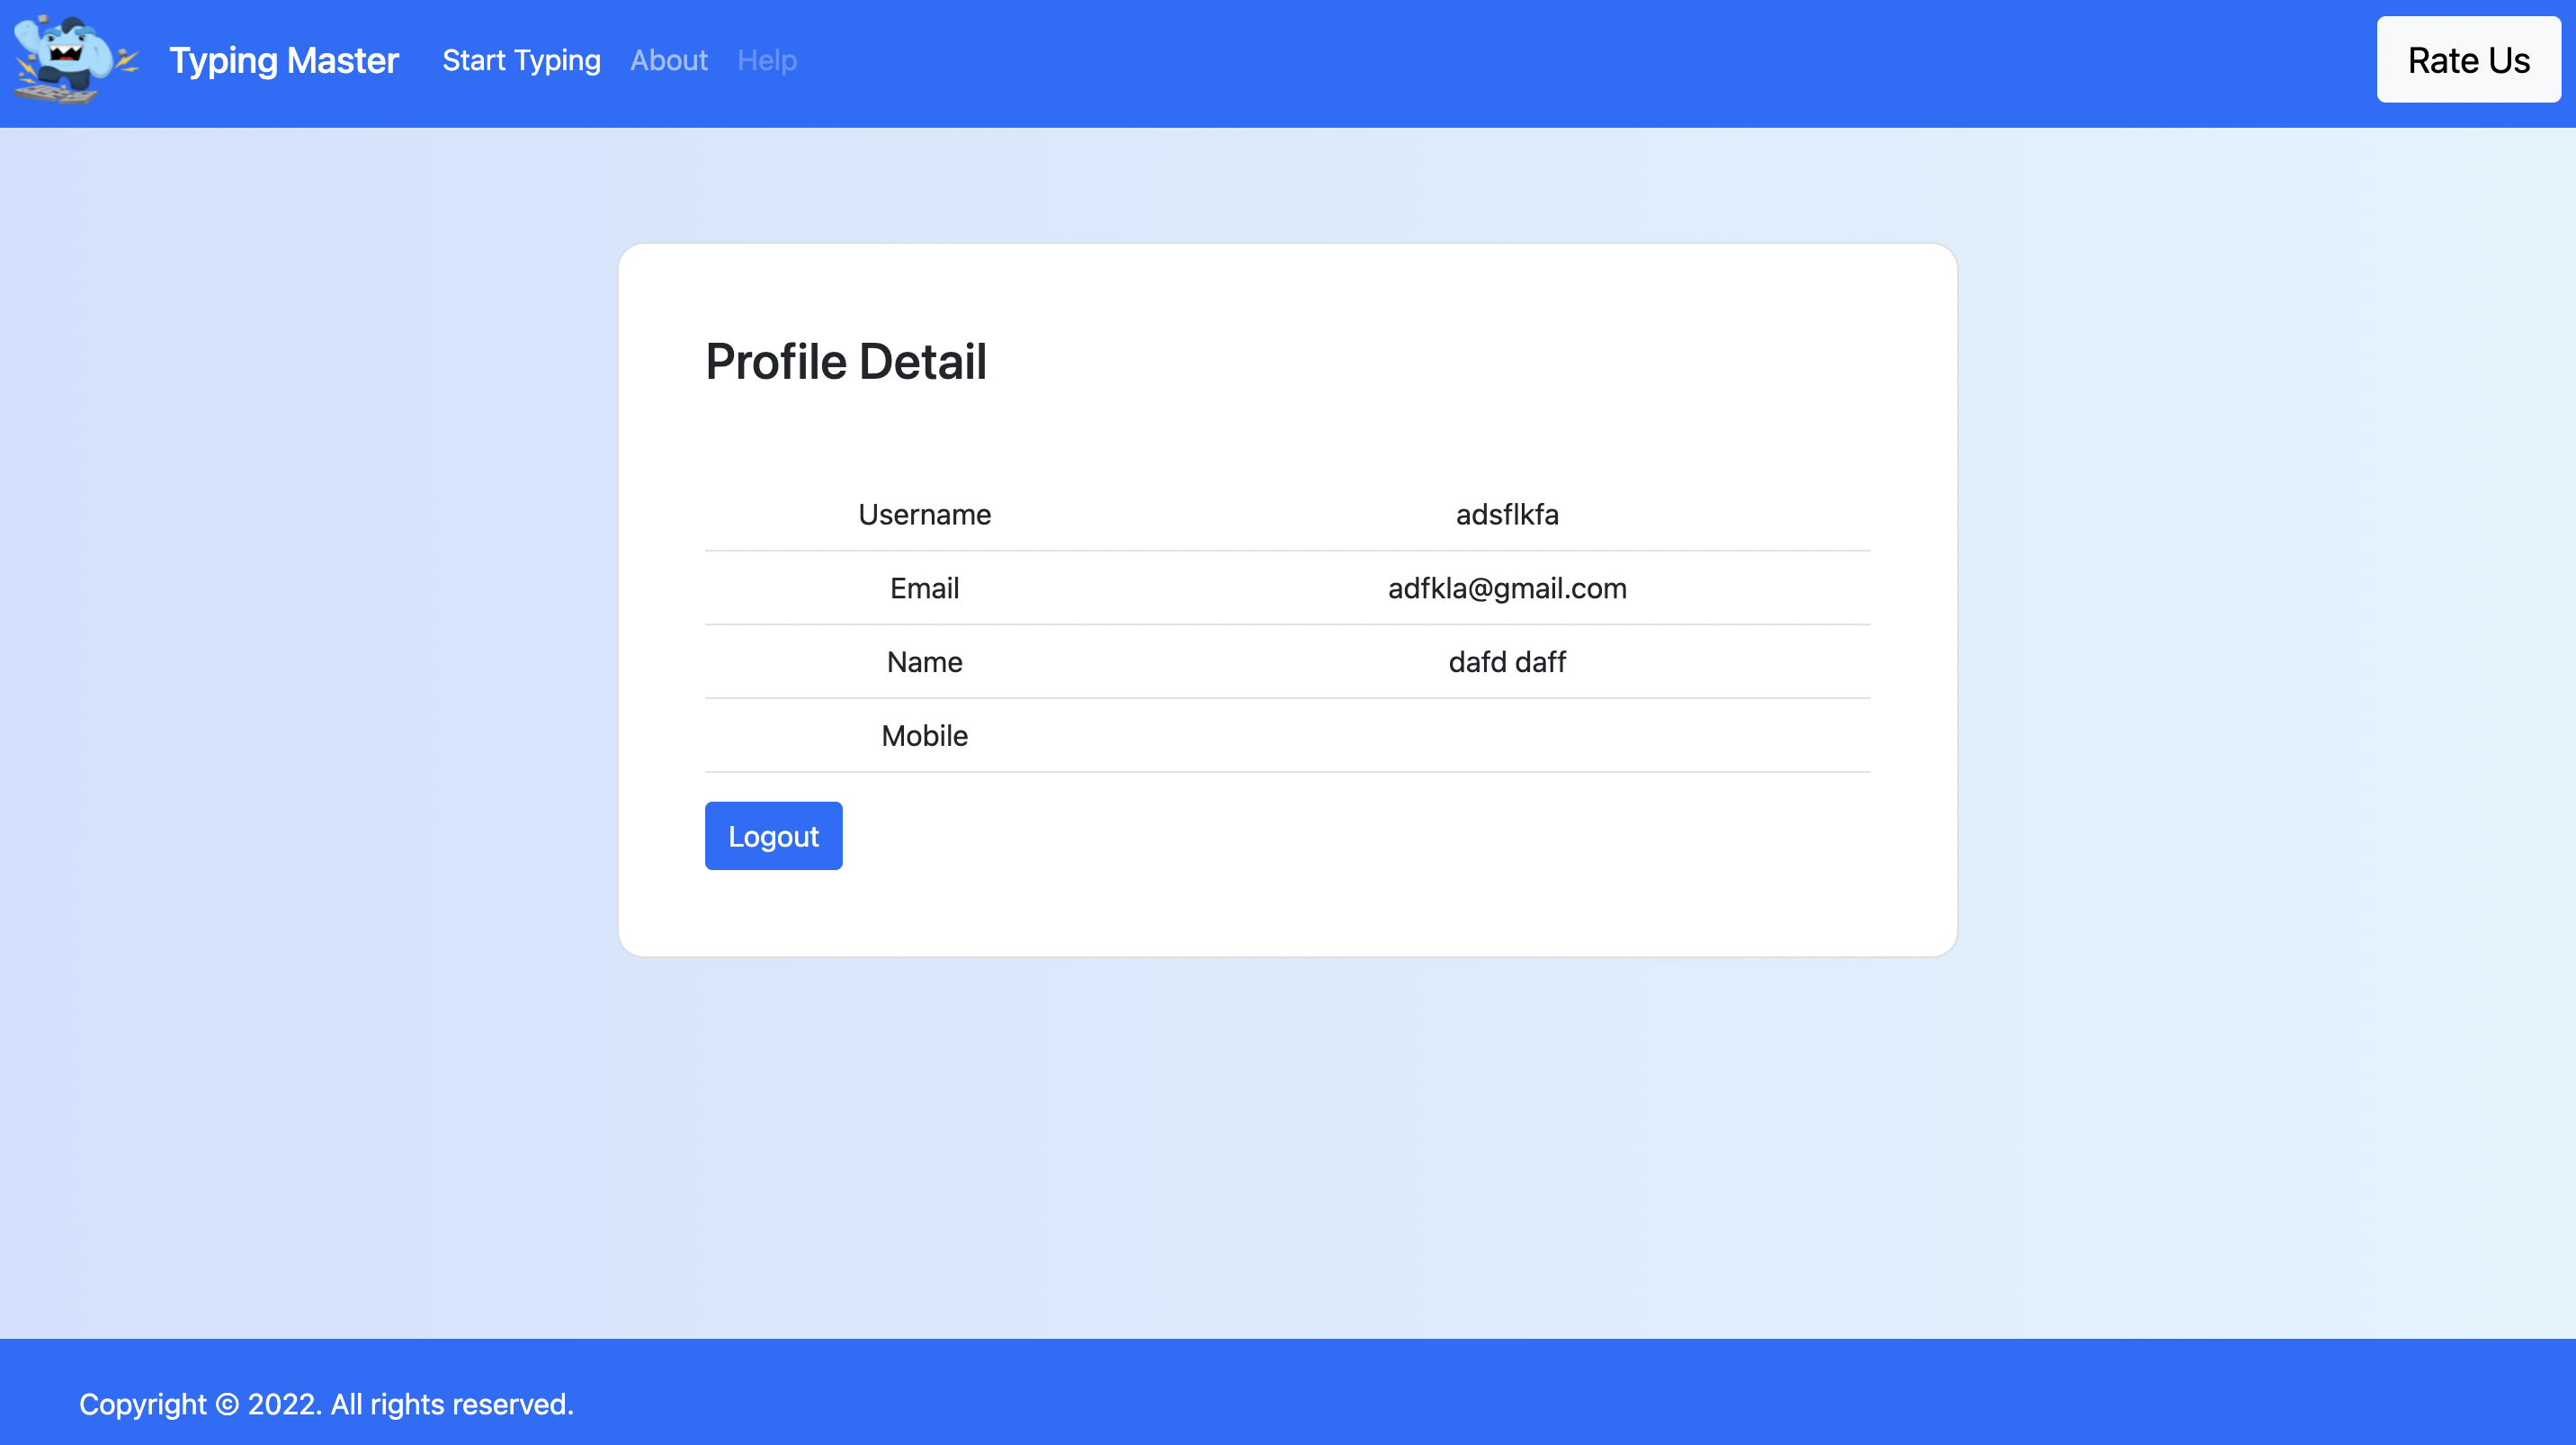 Typing Master Start Typing About Help Rate Us
Profile Detail
Username adsflkfa
Email adfkla@gmail.com
Name dafd daff
Mobile
Logout
Copyright © 2022. All rights reserved.